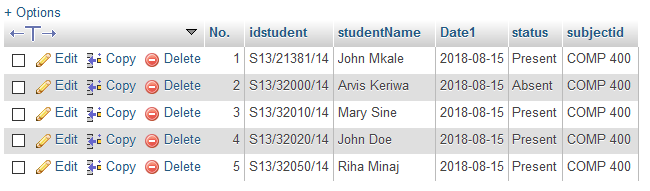 + Options
←T→ No. idstudent studentName Date1 status subjectid
Edit Copy Delete 1 S13/21381/14 John Mkale 2018-08-15 Present COMP 400
Edit Copy Delete 2 S13/32000/14 Arvis Keriwa 2018-08-15 Absent COMP 400
Edit Copy Delete 3 S13/32010/14 Mary Sine 2018-08-15 Present COMP 400
Edit Copy Delete 4 S13/32020/14 John Doe 2018-08-15 Present COMP 400
Edit Copy Delete 5 S13/32050/14 Riha Minaj 2018-08-15 Present COMP 400